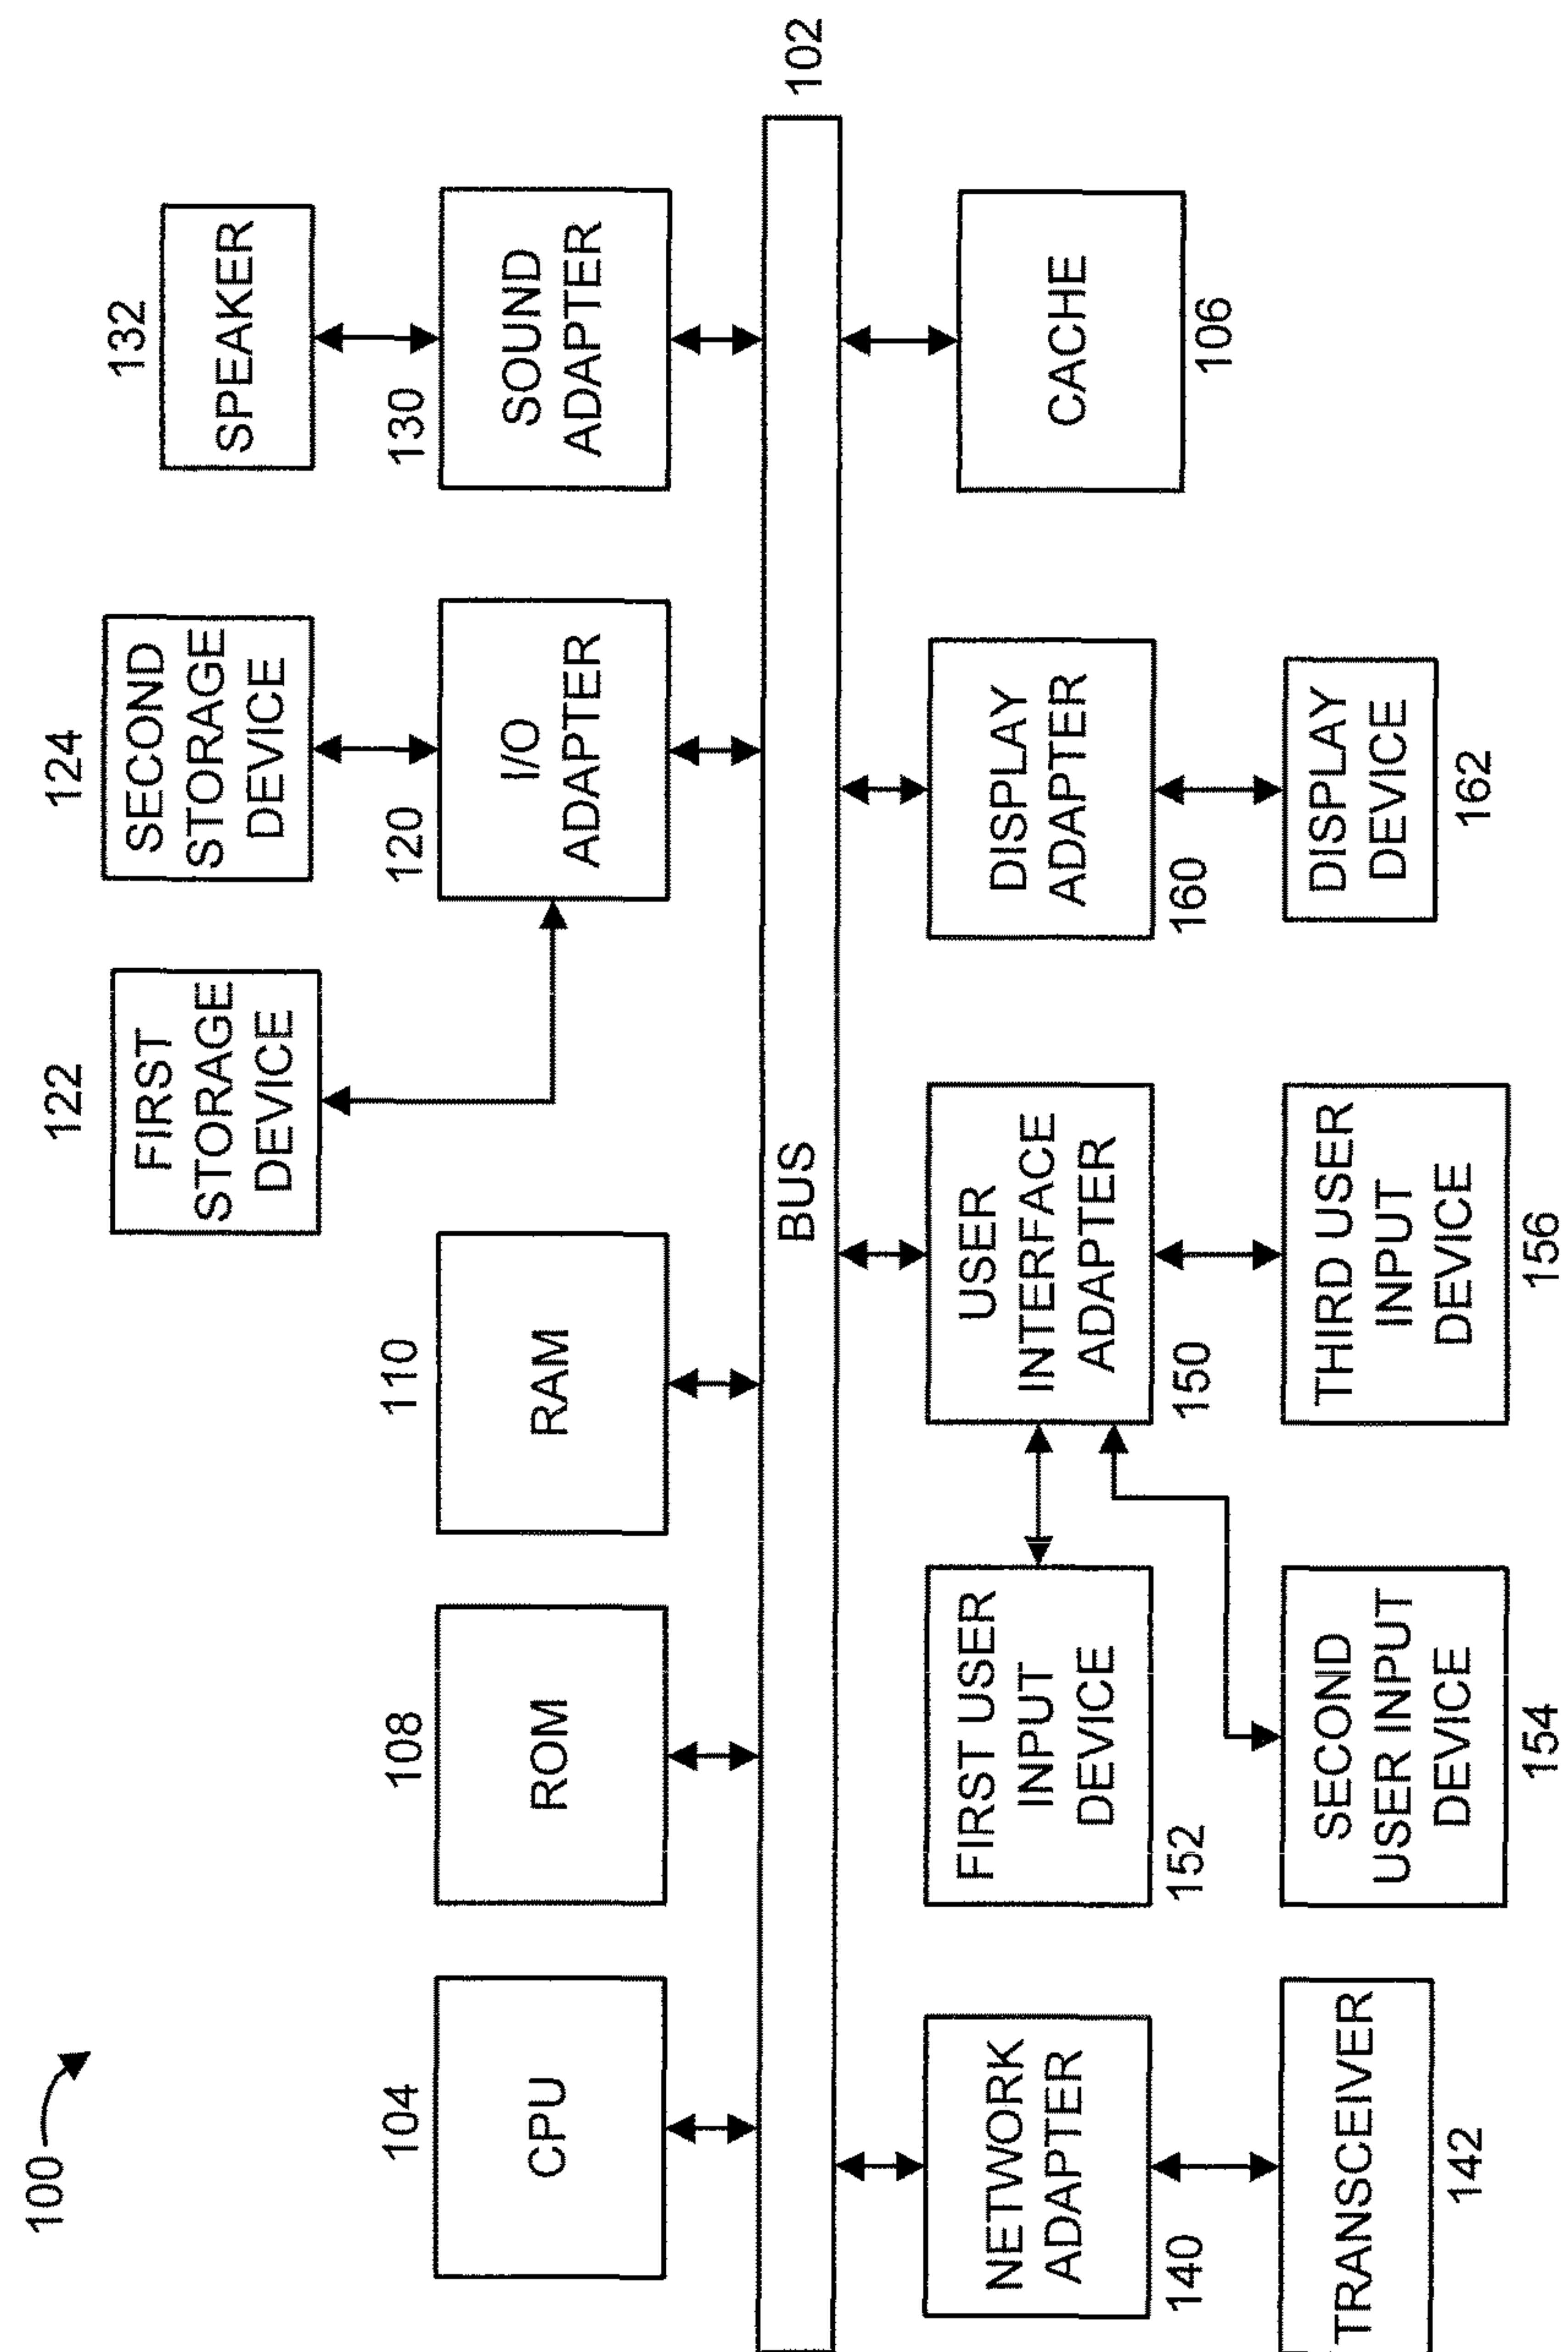 100
122
FIRST
STORAGE
DEVICE
124
SECOND
STORAGE
DEVICE
132
SPEAKER
104
CPU
108
ROM
110
RAM
120
I/O
ADAPTER
130
SOUND
ADAPTER
BUS
102
NETWORK
ADAPTER
140
FIRST USER
INPUT
DEVICE
152
USER
INTERFACE
ADAPTER
150
DISPLAY
ADAPTER
160
CACHE
106
TRANSCEIVER
142
SECOND
USER INPUT
DEVICE
154
THIRD USER
INPUT
DEVICE
156
DISPLAY
DEVICE
162